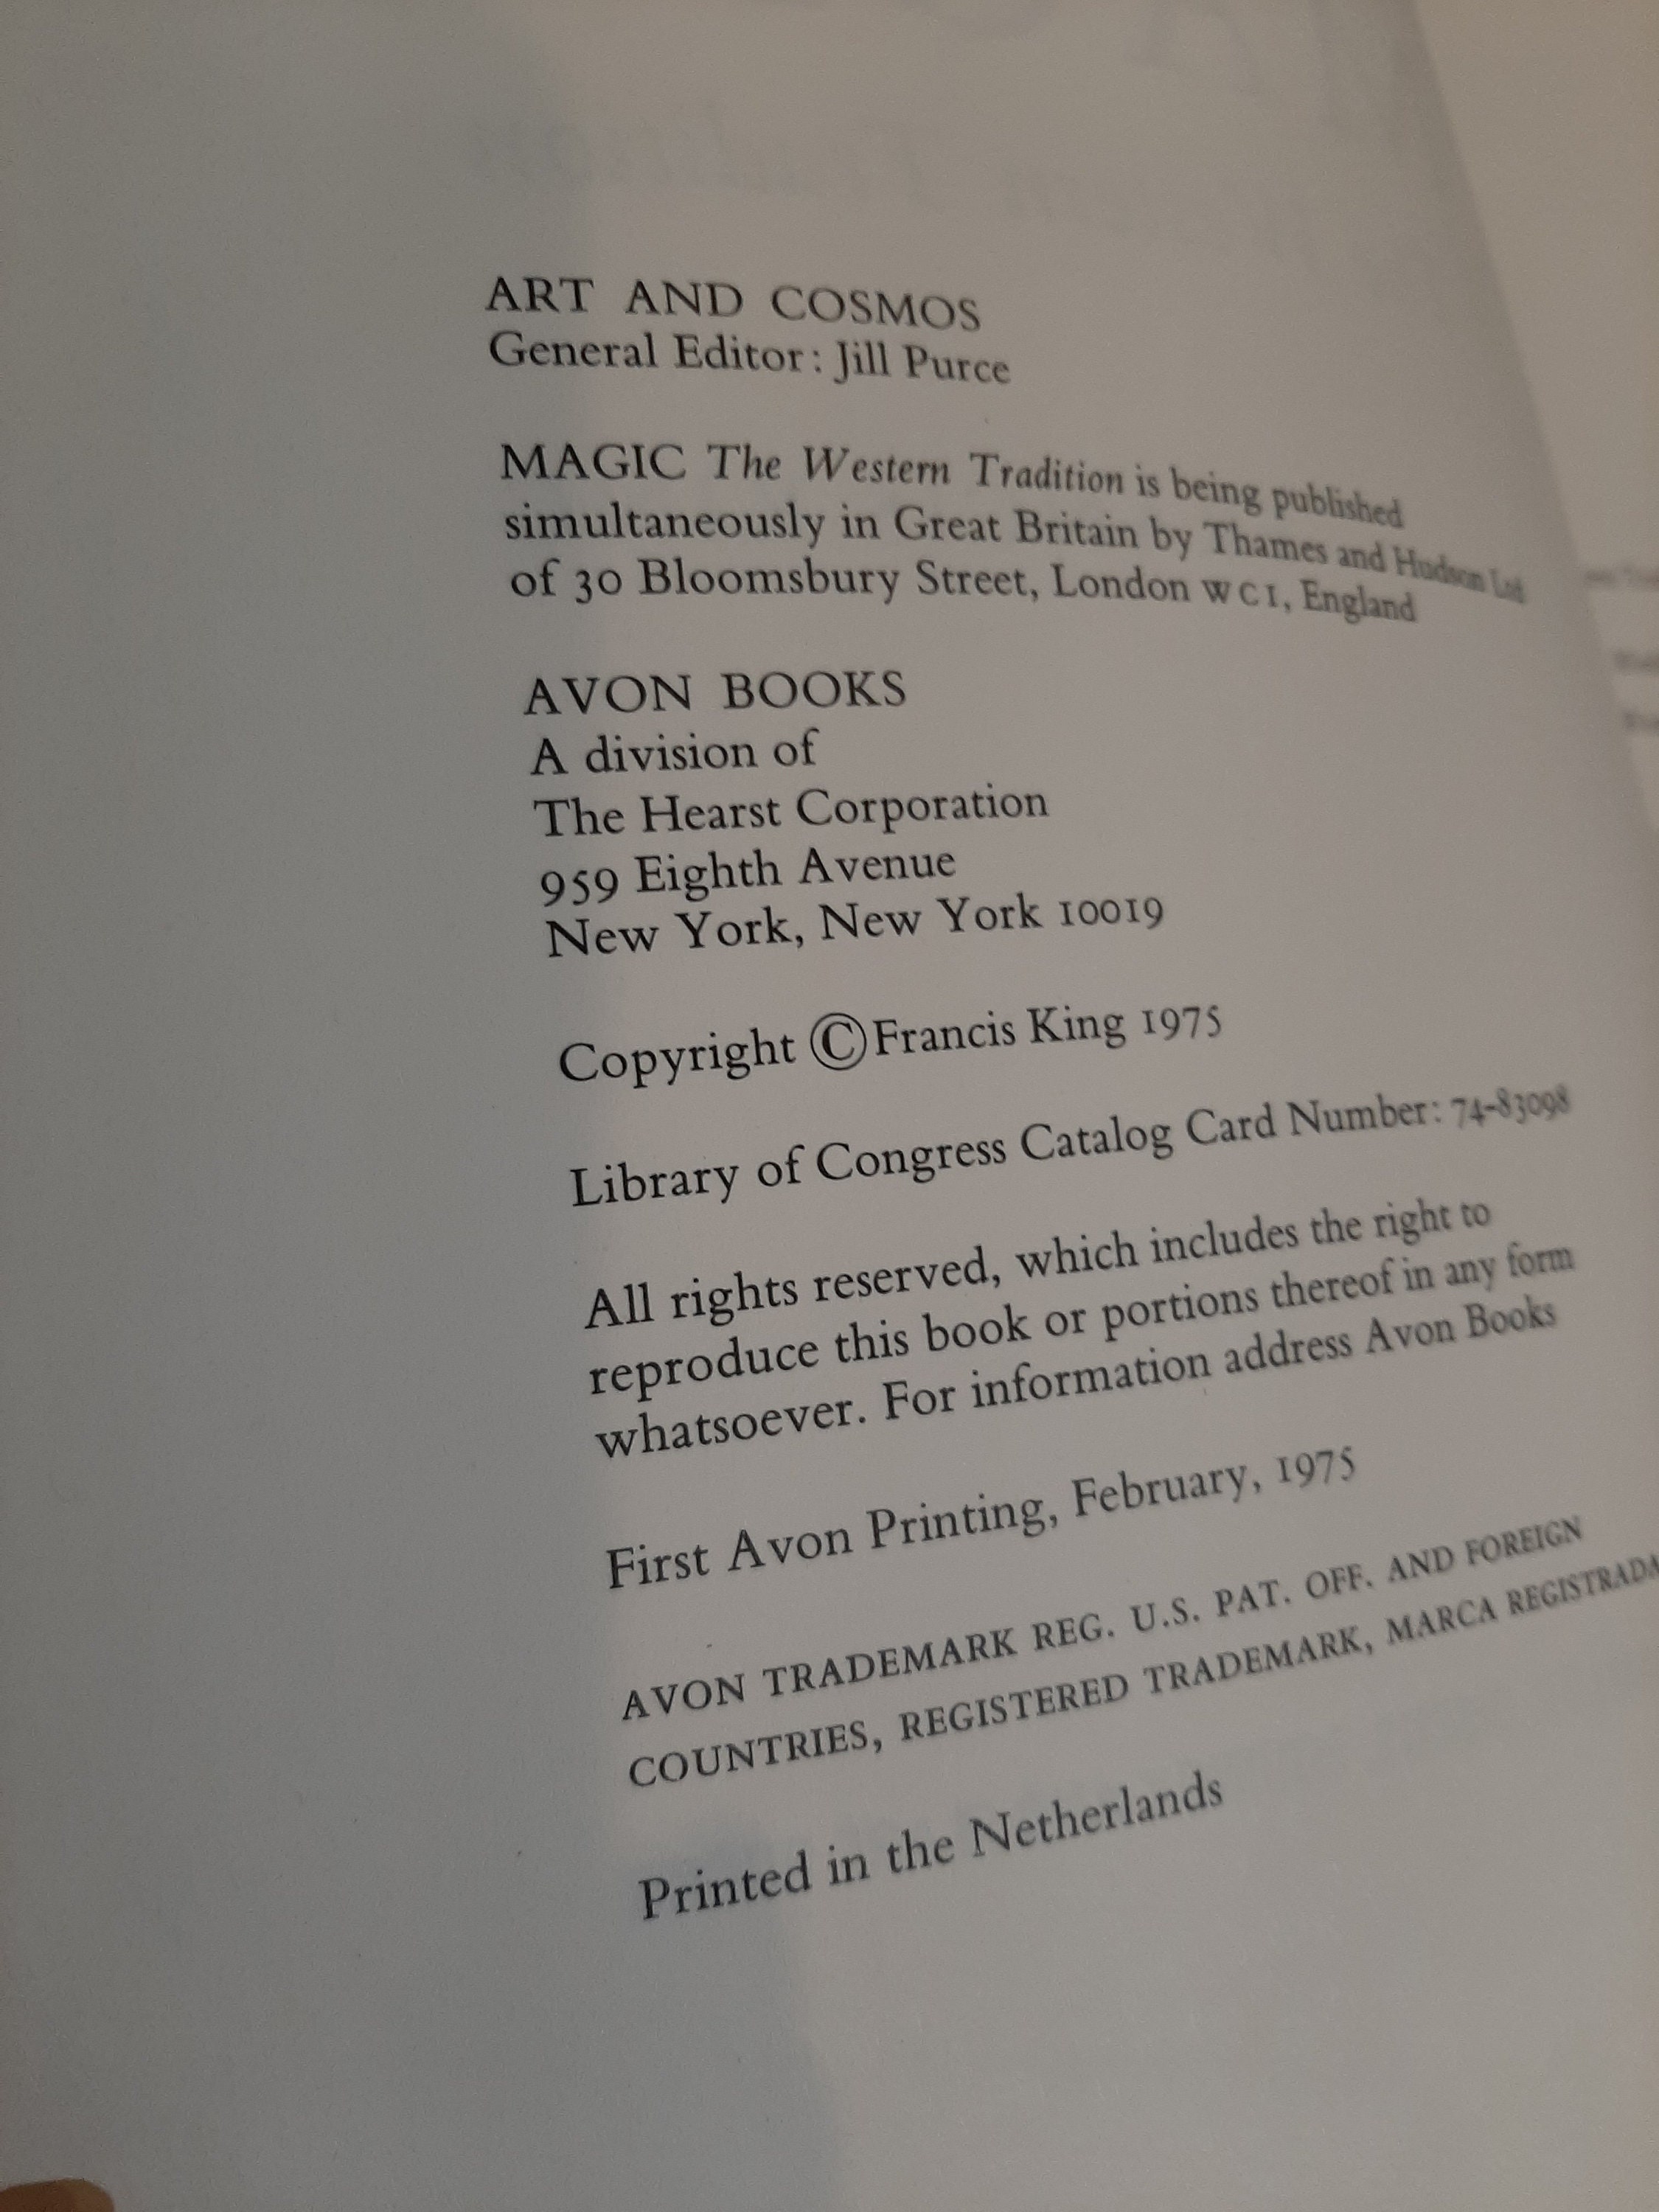 ART AND COSMOS
General Editor: Jill Purce
MAGIC The Western Tradition is being published
simultaneously in Great Britain by Thames and Hudson Ltd
of 30 Bloomsbury Street, London WC1, England
AVON BOOKS
A division of
The Hearst Corporation
959 Eighth Avenue
New York, New York 10019
Copyright © Francis King 1975
Library of Congress Catalog Card Number: 74-83098
All rights reserved, which includes the right to
reproduce this book or portions thereof in any form
whatsoever. For information address Avon Books
First Avon Printing, February, 1975
AVON TRADEMARK REG. U.S. PAT. OFF. AND FOREIGN
COUNTRIES, REGISTERED TRADEMARK, MARCA REGISTRADA
Printed in the Netherlands